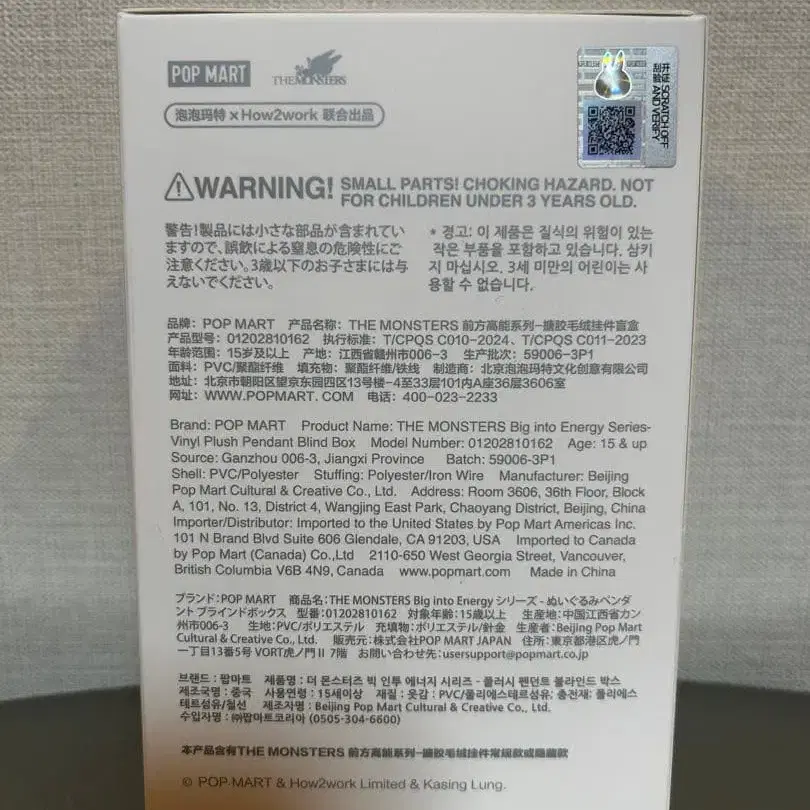 POP MART
THE MONSTERS
泡泡玛特 × How2work 联合出品
开涂刮验
SCRATCH OFF
AND VERIFY
WARNING! SMALL PARTS! CHOKING HAZARD. NOT
FOR CHILDREN UNDER 3 YEARS OLD.
警告!製品には小さな部品が含まれてい
ますので、誤飲による窒息の危険性にご
注意ください。3歳以下のお子さまには与
えないでください。
* 경고: 이 제품은 질식의 위험이 있는
작은 부품을 포함하고 있습니다. 삼키
지 마십시오. 3세 미만의 어린이는 사
용할 수 없습니다.
品牌: POP MART 产品名称: THE MONSTERS 前方高能系列-搪胶毛绒挂件盲盒
产品型号: 01202810162 执行标准: T/CPQS C010-2024、T/CPQS C011-2023
年龄范围: 15岁及以上 产地: 江西省赣州市006-3 生产批次: 59006-3P1
面料: PVC/聚酯纤维 填充物: 聚酯纤维/铁线 制造商: 北京泡泡玛特文化创意有限公司
地址: 北京市朝阳区望京东园四区13号楼-4至33层101内A座36层3606室
网址: WWW.POPMART.COM 电话: 400-023-2233
Brand: POP MART Product Name: THE MONSTERS Big into Energy Series-
Vinyl Plush Pendant Blind Box Model Number: 01202810162 Age: 15 & up
Source: Ganzhou 006-3, Jiangxi Province Batch: 59006-3P1
Shell: PVC/Polyester Stuffing: Polyester/Iron Wire Manufacturer: Beijing
Pop Mart Cultural & Creative Co., Ltd. Address: Room 3606, 36th Floor, Block
A, 101, No. 13, District 4, Wangjing East Park, Chaoyang District, Beijing, China
Importer/Distributor: Imported to the United States by Pop Mart Americas Inc.
101 N Brand Blvd Suite 606 Glendale, CA 91203, USA Imported to Canada
by Pop Mart (Canada) Co.,Ltd 2110-650 West Georgia Street, Vancouver,
British Columbia V6B 4N9, Canada www.popmart.com Made in China
ブランド:POP MART 商品名:THE MONSTERS Big into Energy シリーズ - ぬいぐるみペンダ
ント ブラインドボックス 型番:01202810162 対象年齢:15歳以上 生産地:中国江西省カン
州市006-3 生地:PVC/ポリエステル 充填物:ポリエステル/針金 生産者:Beijing Pop Mart
Cultural & Creative Co., Ltd. 販売元:株式会社POP MART JAPAN 住所:東京都港区虎ノ門
一丁目13番5号 VORT虎ノ門Ⅱ 7階 お問い合わせ先:usersupport@popmart.co.jp
브랜드 : 팝마트 제품명 : 더 몬스터즈 빅 인투 에너지 시리즈 - 플러시 펜던트 블라인드 박스
제조국명 : 중국 사용연령 : 15세이상 재질 : 옷감 : PVC/폴리에스테르섬유; 충전재: 폴리에스
테르섬유/철선 제조자명 : Beijing Pop Mart Cultural & Creative Co., Ltd.
수입자명 : ㈜팝마트코리아 (0505-304-6600)
本产品含有THE MONSTERS 前方高能系列-搪胶毛绒挂件常规款或隐藏款
© POP MART & How2work Limited & Kasing Lung.